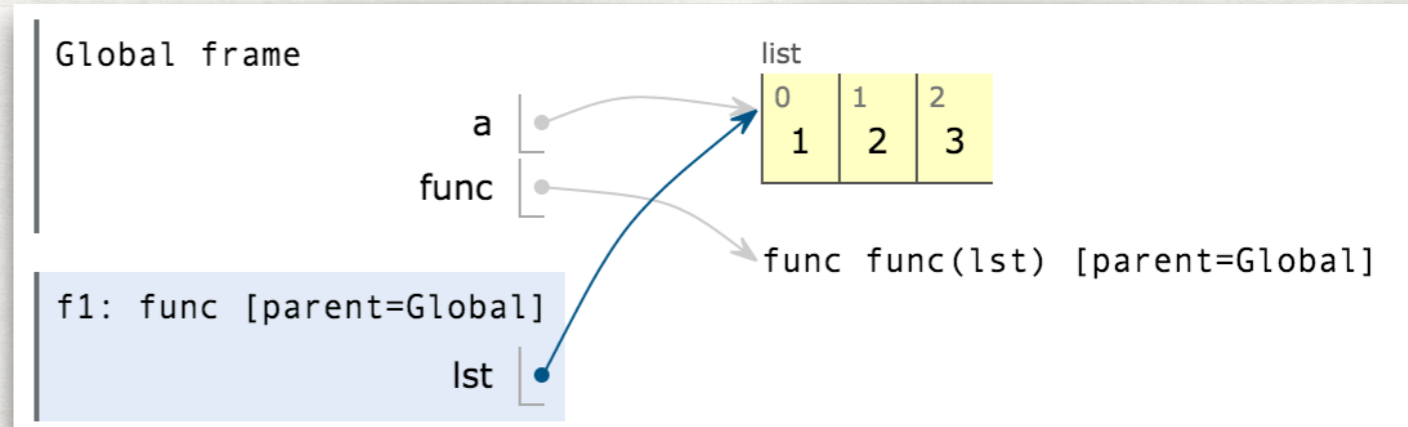 Global frame
list
0 1 2
a
1 2 3
func
func func(lst) [parent=Global]
f1: func [parent=Global]
lst